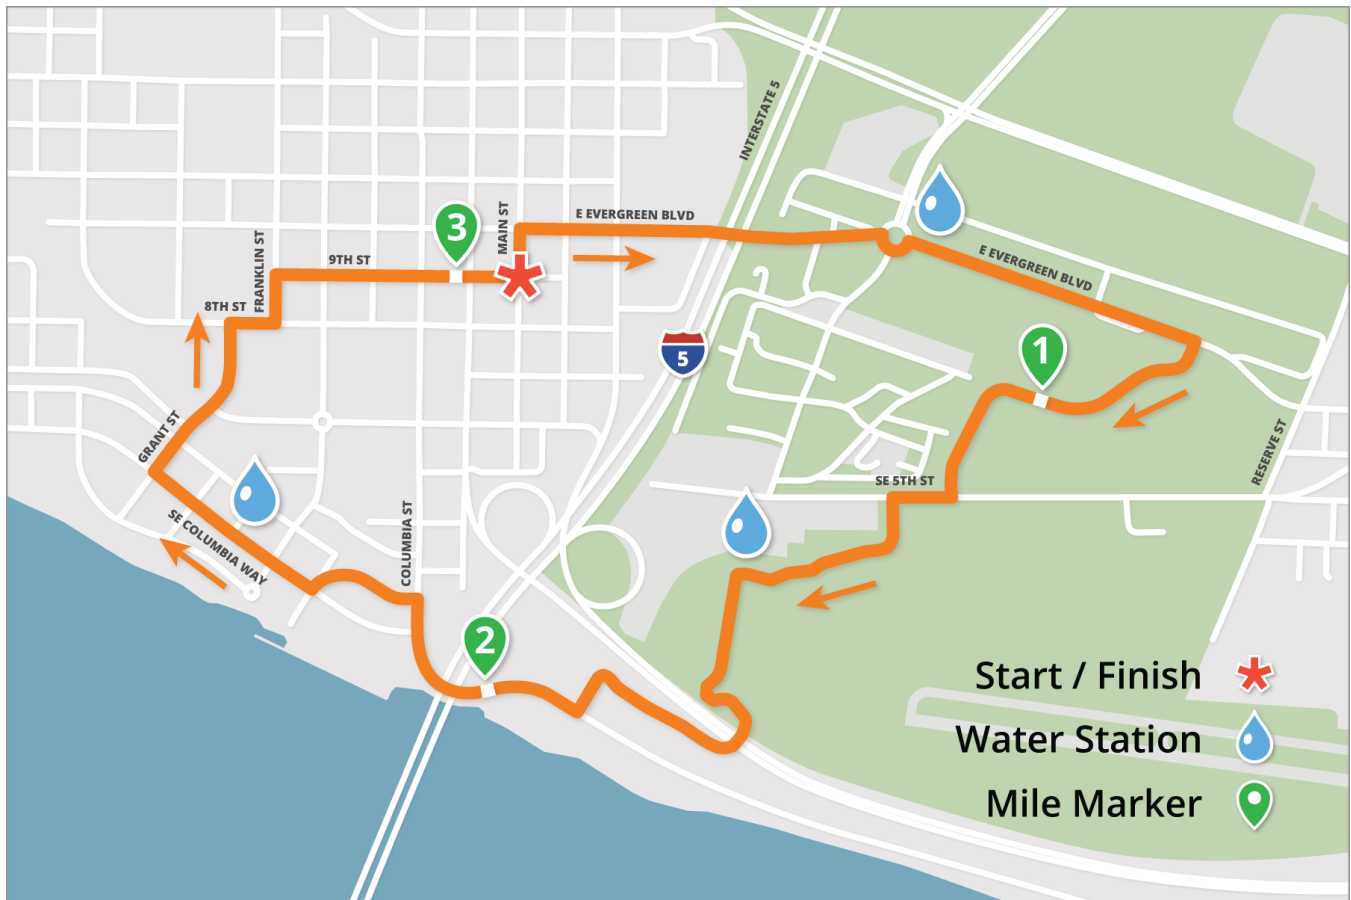 INTERSTATE 5
MAIN ST
E EVERGREEN BLVD
3
FRANKLIN ST
9TH ST
E EVERGREEN BLVD
8TH ST
5
1
GRANT ST
RESERVE ST
SE 5TH ST
COLUMBIA ST
SE COLUMBIA WAY
2
Start / Finish
Water Station
Mile Marker